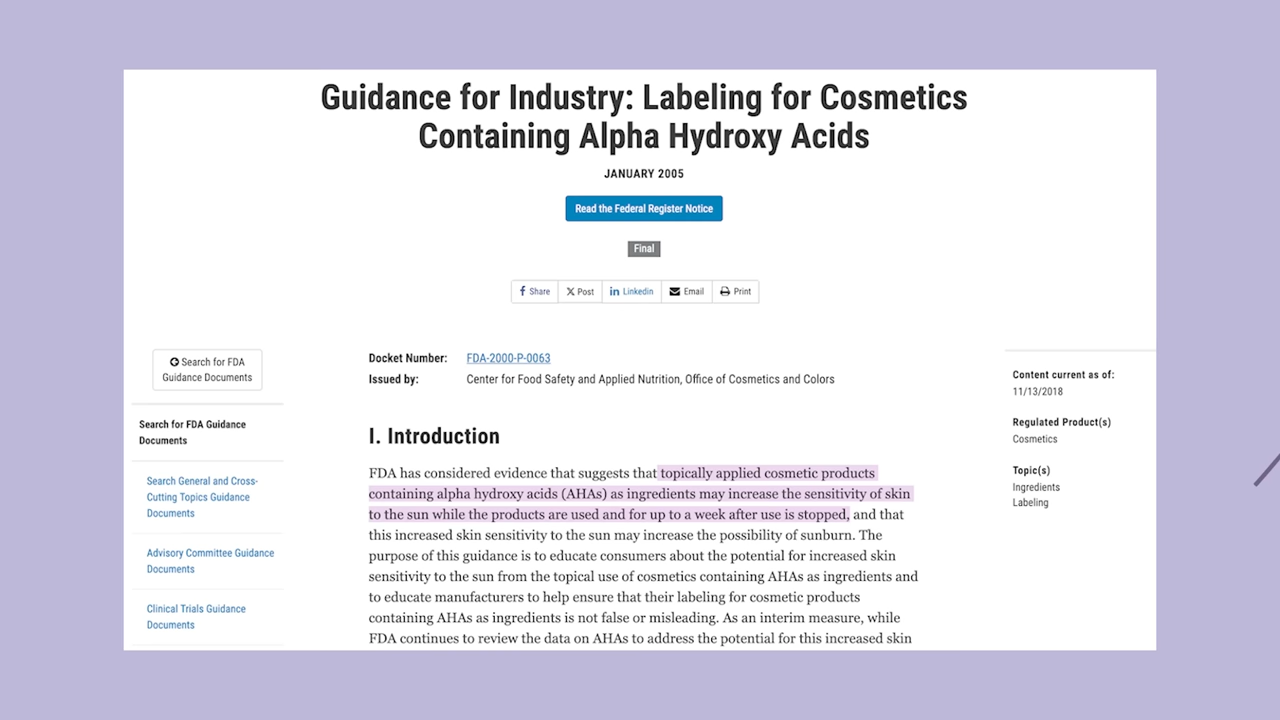 Guidance for Industry: Labeling for Cosmetics
Containing Alpha Hydroxy Acids
JANUARY 2005
Read the Federal Register Notice
Final
Share Post Linkedin Email Print
Search for FDA
Guidance Documents
Search for FDA Guidance
Documents
Search General and Cross-
Cutting Topics Guidance
Documents
Advisory Committee Guidance
Documents
Clinical Trials Guidance
Documents
Docket Number: FDA-2000-P-0063
Issued by: Center for Food Safety and Applied Nutrition, Office of Cosmetics and Colors
I. Introduction
FDA has considered evidence that suggests that topically applied cosmetic products
containing alpha hydroxy acids (AHAs) as ingredients may increase the sensitivity of skin
to the sun while the products are used and for up to a week after use is stopped, and that
this increased skin sensitivity to the sun may increase the possibility of sunburn. The
purpose of this guidance is to educate consumers about the potential for increased skin
sensitivity to the sun from the topical use of cosmetics containing AHAs as ingredients and
to educate manufacturers to help ensure that their labeling for cosmetic products
containing AHAs as ingredients is not false or misleading. As an interim measure, while
FDA continues to review the data on AHAs to address the potential for this increased skin
Content current as of:
11/13/2018
Regulated Product(s)
Cosmetics
Topic(s)
Ingredients
Labeling